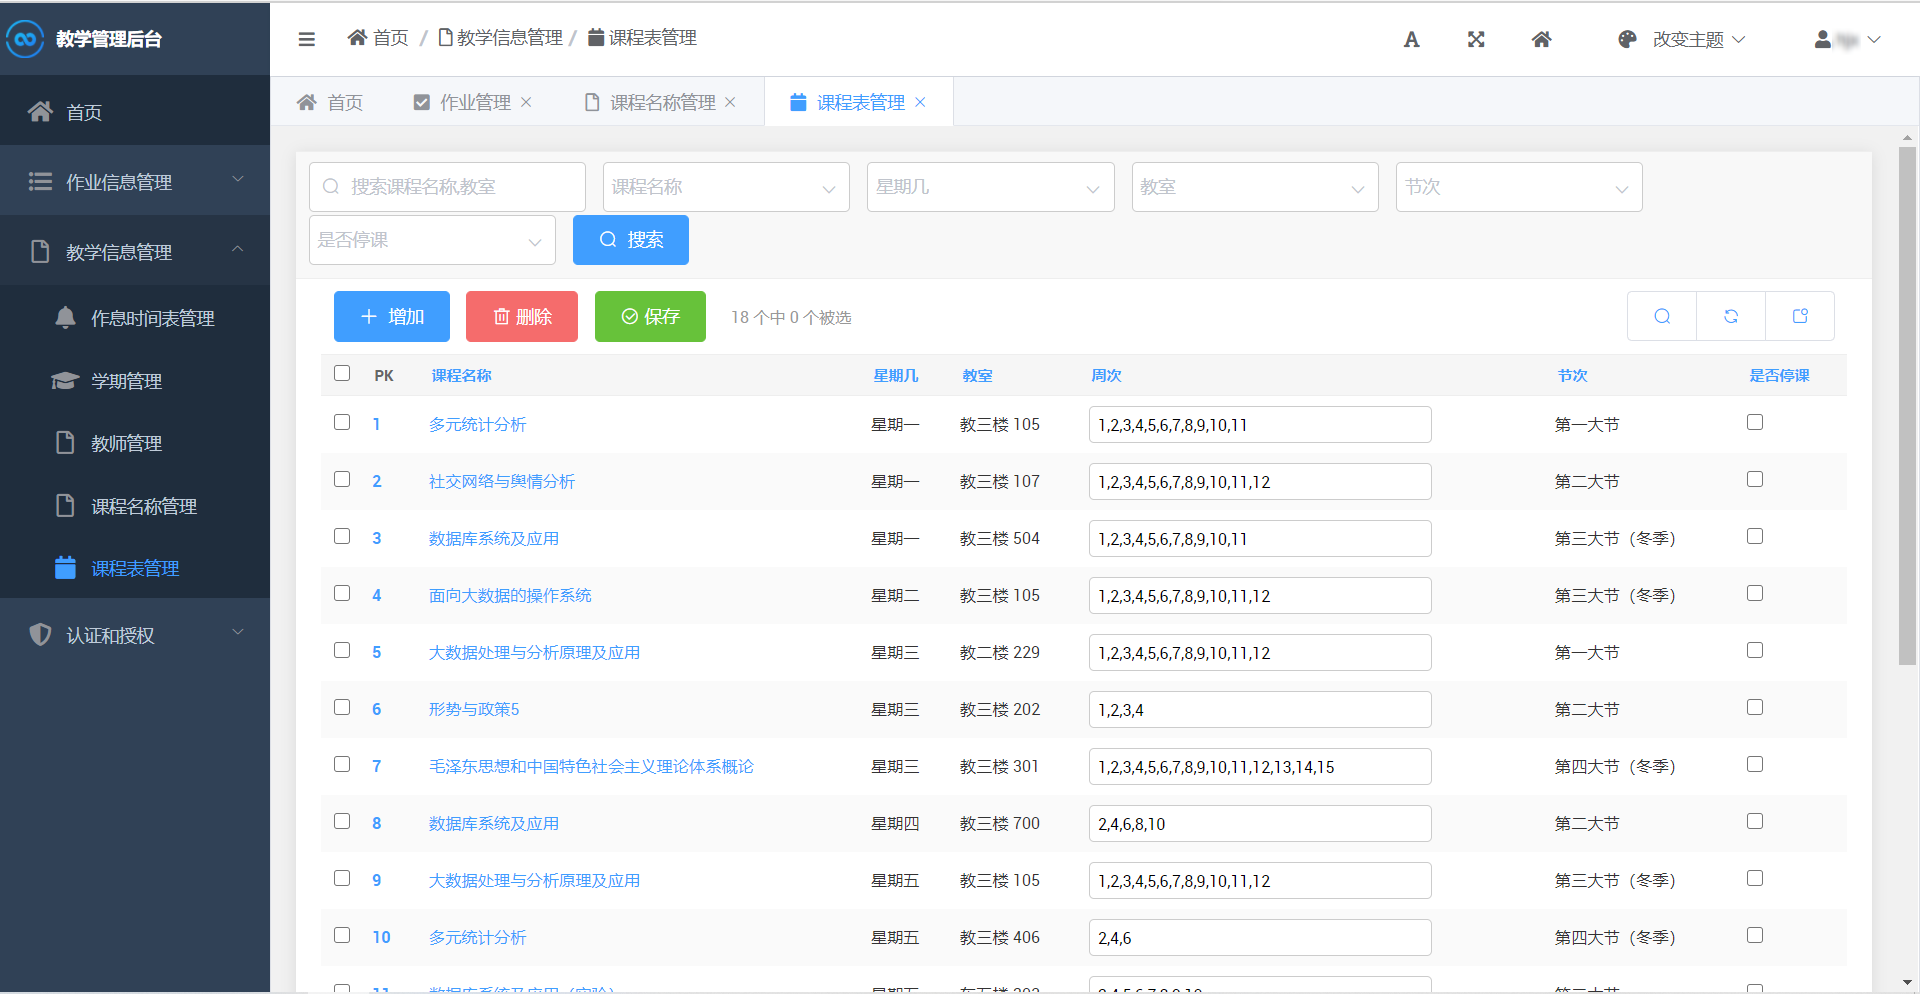 教学管理后台
首页 / 教学信息管理 / 课程表管理
A
改变主题
首页
作业管理
课程名称管理
课程表管理
首页
作业信息管理
教学信息管理
作息时间表管理
学期管理
教师管理
课程名称管理
课程表管理
认证和授权
搜索课程名称,教室
课程名称
星期几
教室
节次
是否停课
搜索
增加
删除
保存
18 个中 0 个被选
PK 课程名称 星期几 教室 周次 节次 是否停课
1 多元统计分析 星期一 教三楼 105 1,2,3,4,5,6,7,8,9,10,11 第一大节
2 社交网络与舆情分析 星期一 教三楼 107 1,2,3,4,5,6,7,8,9,10,11,12 第二大节
3 数据库系统及应用 星期一 教三楼 504 1,2,3,4,5,6,7,8,9,10,11 第三大节（冬季）
4 面向大数据的操作系统 星期二 教三楼 105 1,2,3,4,5,6,7,8,9,10,11,12 第三大节（冬季）
5 大数据处理与分析原理及应用 星期三 教二楼 229 1,2,3,4,5,6,7,8,9,10,11,12 第一大节
6 形势与政策5 星期三 教三楼 202 1,2,3,4 第二大节
7 毛泽东思想和中国特色社会主义理论体系概论 星期三 教三楼 301 1,2,3,4,5,6,7,8,9,10,11,12,13,14,15 第四大节（冬季）
8 数据库系统及应用 星期四 教三楼 700 2,4,6,8,10 第二大节
9 大数据处理与分析原理及应用 星期五 教三楼 105 1,2,3,4,5,6,7,8,9,10,11,12 第三大节（冬季）
10 多元统计分析 星期五 教三楼 406 2,4,6 第四大节（冬季）